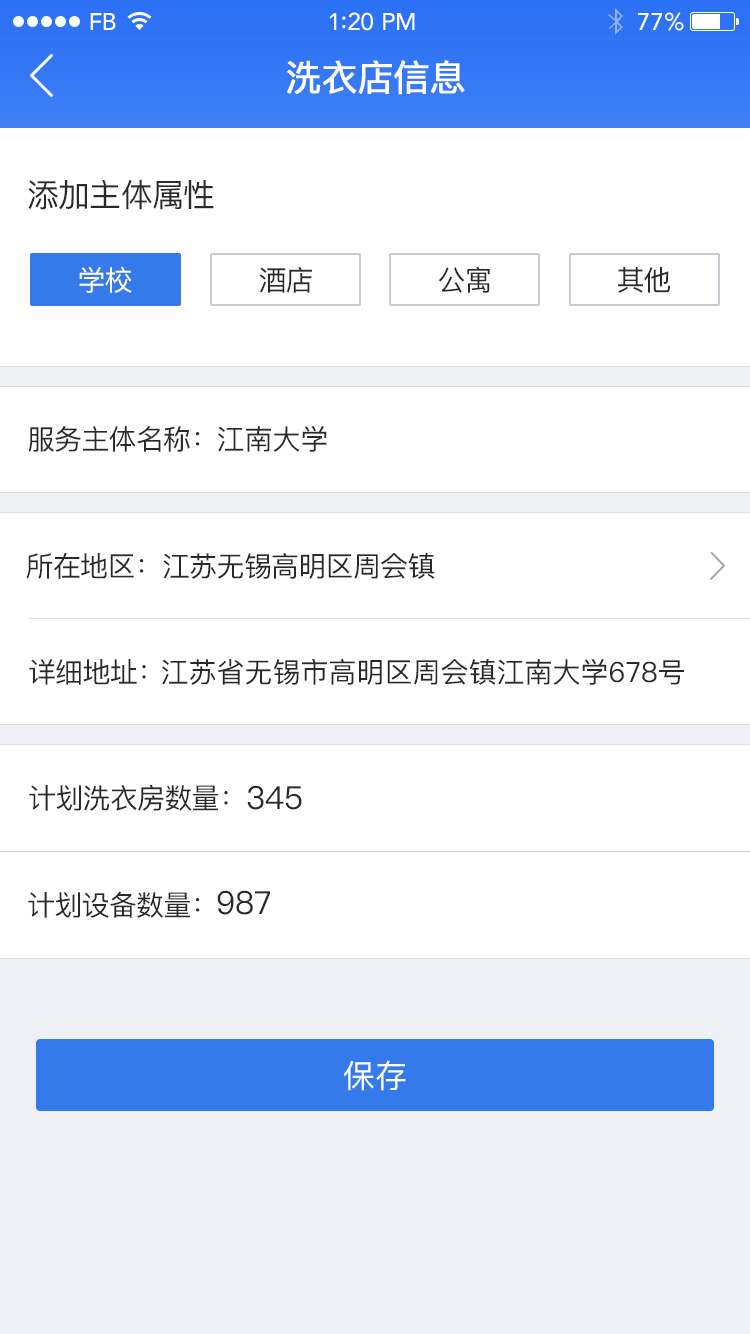 FB 1:20 PM 77%
洗衣店信息
添加主体属性
学校 酒店 公寓 其他
服务主体名称：江南大学
所在地区：江苏无锡高明区周会镇
详细地址：江苏省无锡市高明区周会镇江南大学678号
计划洗衣房数量：345
计划设备数量：987
保存